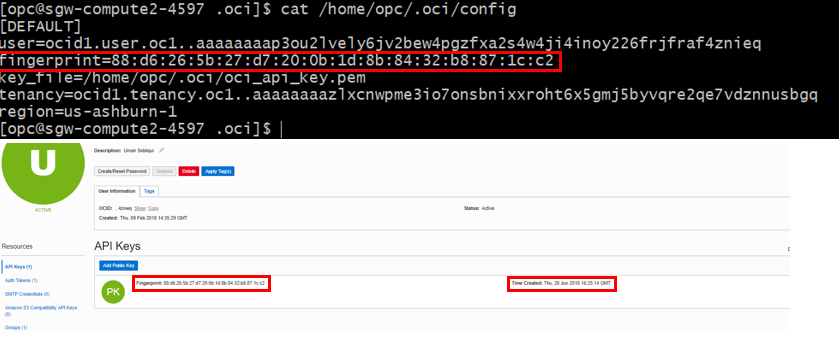 [opc@sgw-compute2-4597 .oci]$ cat /home/opc/.oci/config
[DEFAULT]
user=ocid1.user.oc1..aaaaaaaap3ou2lvely6jv2bew4pgzfxa2s4w4ji4inoy226frjfraf4znieq
fingerprint=88:d6:26:5b:27:d7:20:0b:1d:8b:84:32:b8:87:1c:c2
key_file=/home/opc/.oci/oci_api_key.pem
tenancy=ocid1.tenancy.oc1..aaaaaaaazlxcnwpme3io7onsbnixxroht6x5gmj5byvqre2qe7vdznnusbgq
region=us-ashburn-1
[opc@sgw-compute2-4597 .oci]$
U
ACTIVE
Description: Umair Siddiqui
Create/Reset Password Unblock Delete Apply Tag(s)
User Information Tags
OCID: ...4znieq Show Copy Status: Active
Created: Thu, 08 Feb 2018 14:35:29 GMT
Resources
API Keys (1)
Auth Tokens (1)
SMTP Credentials (0)
Amazon S3 Compatibility API Keys (0)
Groups (1)
API Keys
Add Public Key
PK
Fingerprint: 88:d6:26:5b:27:d7:20:0b:1d:8b:84:32:b8:87:1c:c2 Time Created: Thu, 28 Jun 2018 18:25:14 GMT